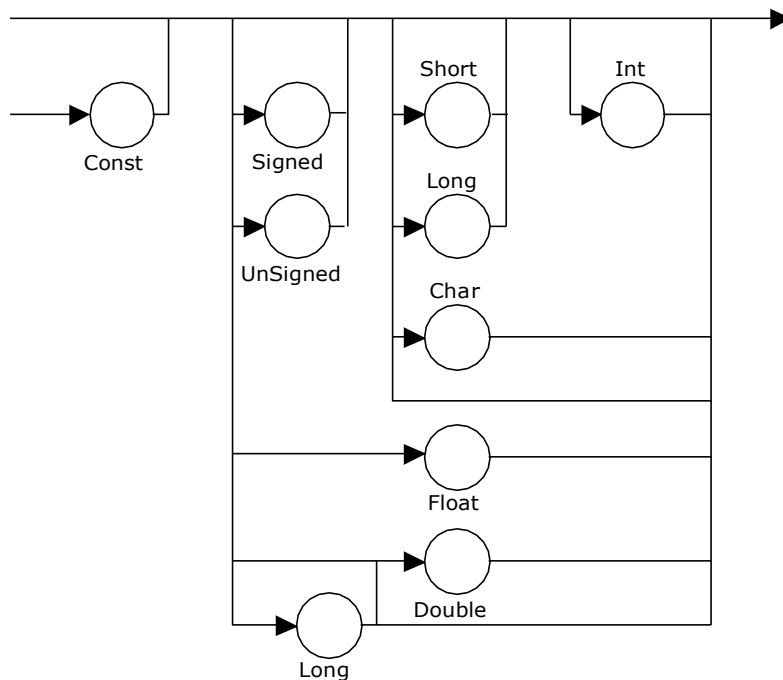 Short
Int
Const
Signed
Long
UnSigned
Char
Float
Double
Long